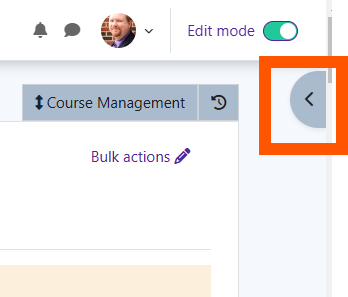 Edit mode
Course Management
Bulk actions